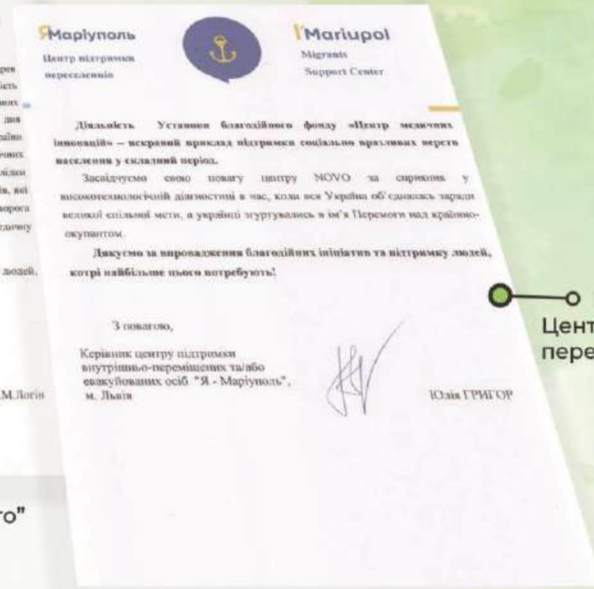 ЯМаріуполь
Центр підтримки
переселенців
I'Mariupol
Migrants
Support Center
Діяльність Установи благодійного фонду «Центр медичних
інновацій» – яскравий приклад підтримки соціально вразливих верств
населення у складний період.
Засвідчуємо свою повагу центру NOVO за сприяння у
високотехнологічній діагностиці в час, коли вся Україна об'єдналась заради
великої спільної мети, а українці згуртувались в ім'я Перемоги над країною-
окупантом.
Дякуємо за впровадження благодійних ініціатив та підтримку людей,
котрі найбільше цього потребують!
З повагою,
Керівник центру підтримки
внутрішньо-переміщених та/або
евакуйованих осіб "Я - Маріуполь",
м. Львів
Юлія ГРИГОР
людей,
.М.Логін
го"
Цент
пере